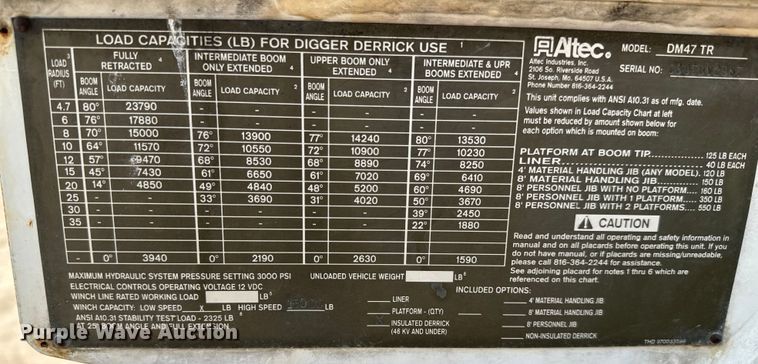 LOAD CAPACITIES (LB) FOR DIGGER DERRICK USE 1
LOAD RADIUS (FT) FULLY RETRACTED 4 INTERMEDIATE BOOM ONLY EXTENDED 4 UPPER BOOM ONLY EXTENDED 4 INTERMEDIATE & UPR BOOMS EXTENDED 4
BOOM ANGLE LOAD CAPACITY 2 BOOM ANGLE LOAD CAPACITY 2 BOOM ANGLE LOAD CAPACITY 2 BOOM ANGLE LOAD CAPACITY 2
4.7 80° 23790 - - - - - -
6 76° 17880 - - - - - -
8 70° 15000 76° 13900 77° 14240 80° 13530
10 64° 11570 72° 10550 72° 10900 77° 10230
12 57° 9470 68° 8530 68° 8890 74° 8250
15 45° 7430 61° 6650 61° 7020 69° 6410
20 14° 4850 49° 4840 48° 5200 60° 4690
25 - - 33° 3690 31° 4020 50° 3670
30 - - - - - - 39° 2450
35 - - - - - - 22° 1880
- 0° 3940 0° 2190 0° 2630 0° 1590
MAXIMUM HYDRAULIC SYSTEM PRESSURE SETTING 3000 PSI
ELECTRICAL CONTROLS OPERATING VOLTAGE 12 VDC
WINCH LINE RATED WORKING LOAD LB 5
WINCH CAPACITY: LOW SPEED X LB HIGH SPEED LB
ANSI A10.31 STABILITY TEST LOAD - 2325 LB
AT 25° BOOM ANGLE AND FULL EXTENSION
UNLOADED VEHICLE WEIGHT LB 6
INCLUDED OPTIONS:
LINER
PLATFORM - (QTY)
X INSULATED DERRICK (46 KV AND UNDER)
4' MATERIAL HANDLING JIB
8' MATERIAL HANDLING JIB
8' PERSONNEL JIB
NON-INSULATED DERRICK
Altec®
Altec Industries, Inc.
2106 So. Riverside Road
St. Joseph, Mo. 64507 U.S.A.
Phone Number 816-364-2244
MODEL: DM47 TR
SERIAL NO:
This unit complies with ANSI A10.31 as of mfg. date.
Values shown in Load Capacity Chart at left
must be reduced by amount shown below for
each option which is mounted on boom:
PLATFORM AT BOOM TIP 125 LB EACH
LINER 40 LB EACH
4' MATERIAL HANDLING JIB (ANY MODEL) 120 LB
8' MATERIAL HANDLING JIB 150 LB
8' PERSONNEL JIB WITH NO PLATFORM 160 LB
8' PERSONNEL JIB WITH 1 PLATFORM 350 LB
8' PERSONNEL JIB WITH 2 PLATFORMS 550 LB
CAUTION
Read and understand all operating and safety information in
manual and on all placards before operating this unit. If you
do not have manual, or if placards are missing/unreadable,
please call 816-364-2244 before operating.
See adjoining placard for notes 1 thru 6 which are
referenced on this chart.
Purple Wave Auction